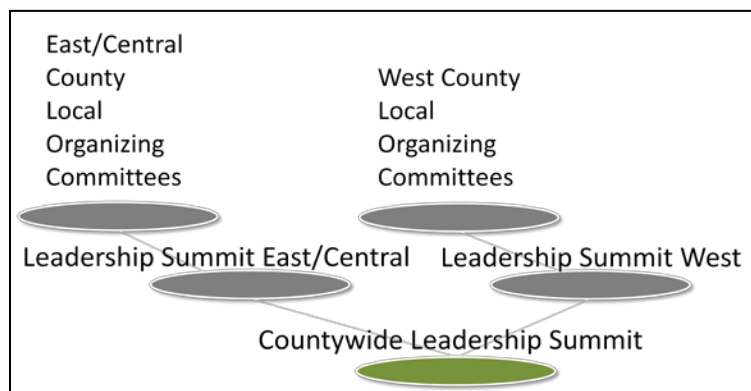 East/Central
County
Local
Organizing
Committees
West County
Local
Organizing
Committees
Leadership Summit East/Central
Leadership Summit West
Countywide Leadership Summit